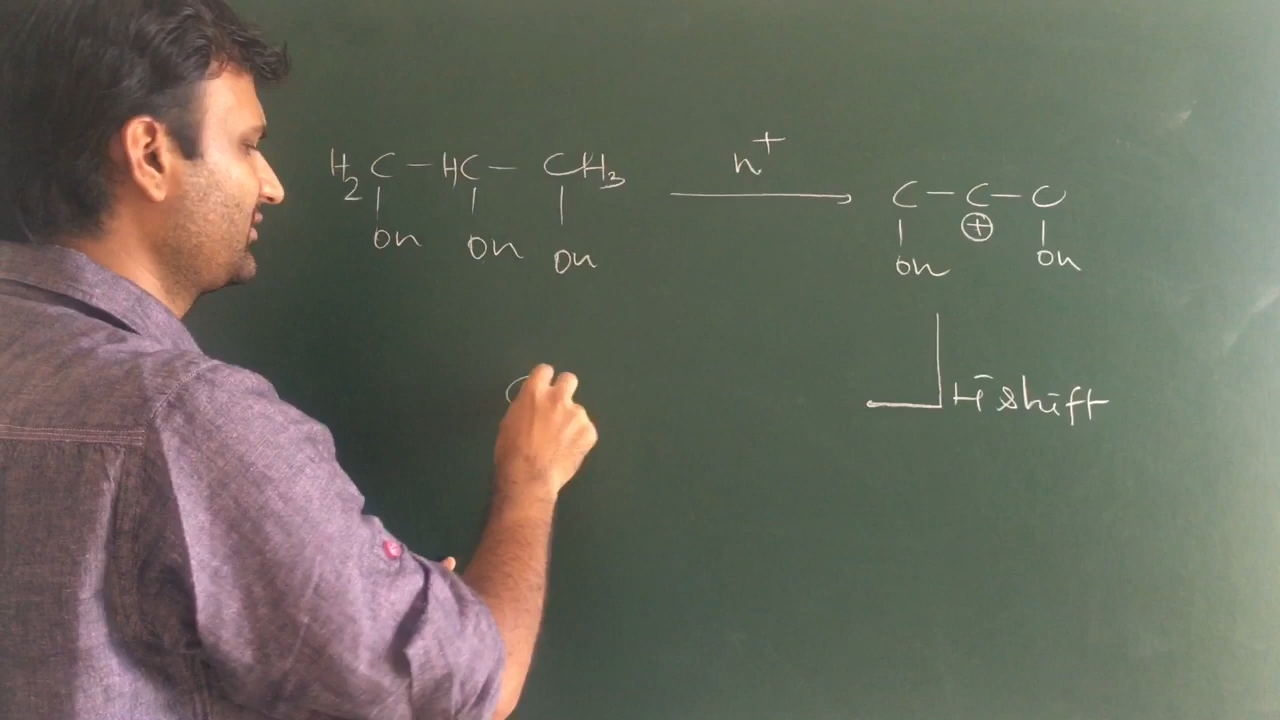 H2C - HC - CH3
OH OH OH
H+
C - C - C
OH ⊕ OH
H- shift